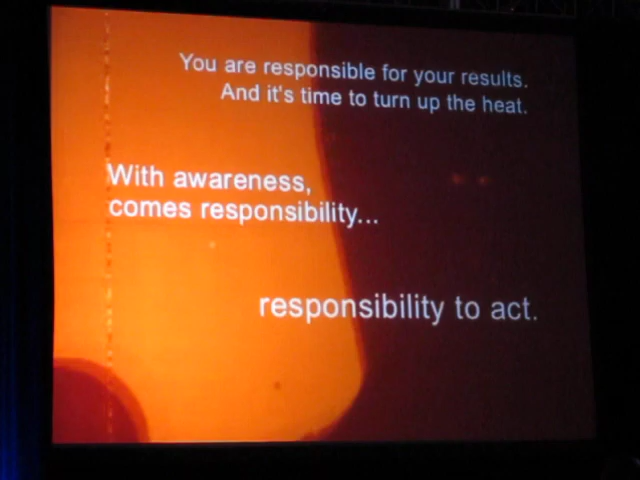 You are responsible for your results.
And it's time to turn up the heat.
With awareness,
comes responsibility...
responsibility to act.